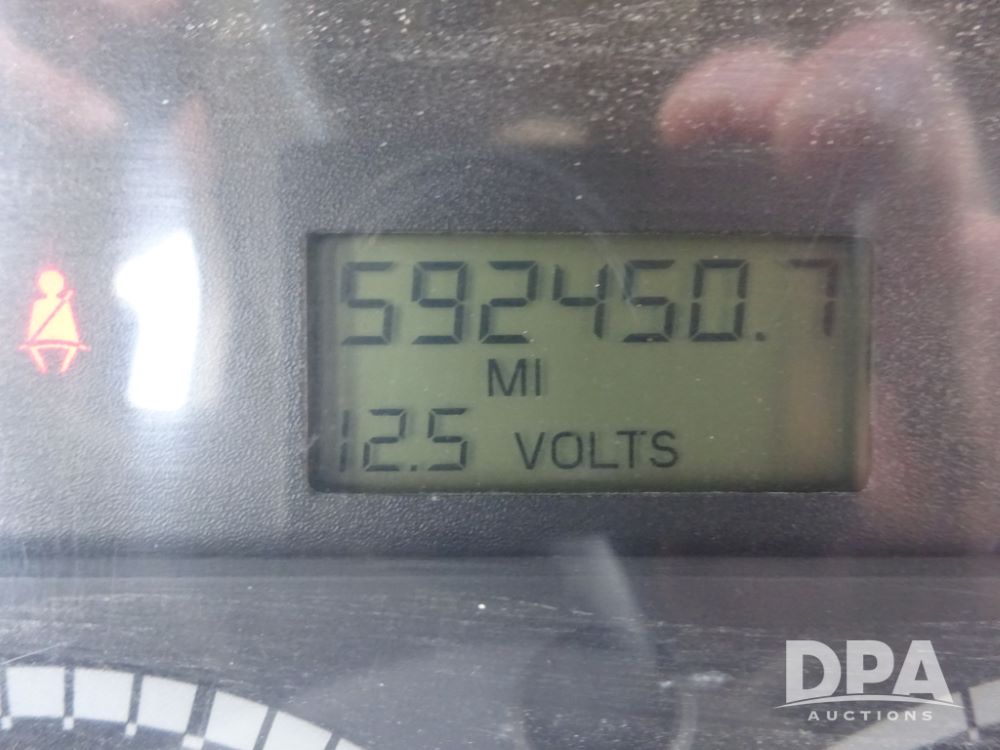 592450.7
MI
12.5 VOLTS
DPA
AUCTIONS